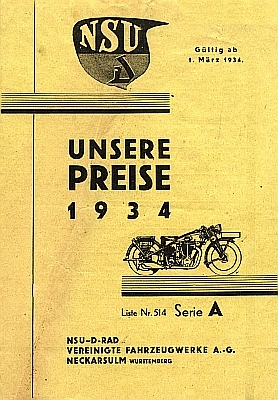 NSU
D
Gültig ab
1. März 1934.
UNSERE
PREISE
1934
Liste Nr. 514 Serie A
NSU-D-RAD
VEREINIGTE FAHRZEUGWERKE A.-G.
NECKARSULM WÜRTTEMBERG